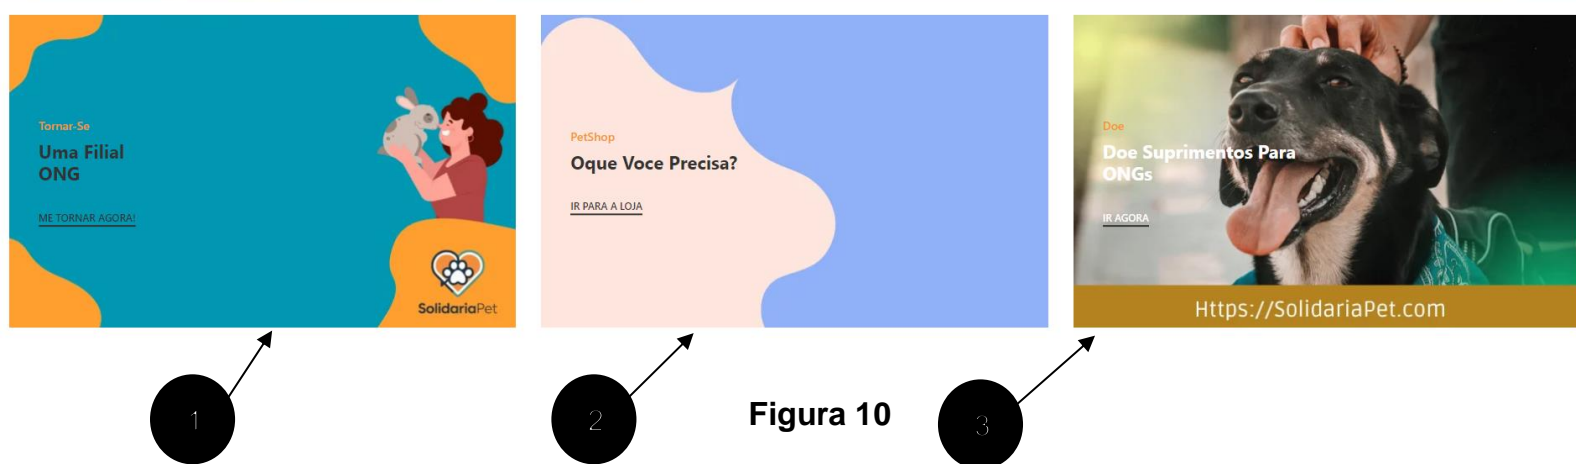 Tornar-Se
Uma Filial
ONG
ME TORNAR AGORA!
SolidariaPet
PetShop
Oque Voce Precisa?
IR PARA A LOJA
Doe
Doe Suprimentos Para
ONGs
IR AGORA
Https://SolidariaPet.com
1
2
Figura 10
3